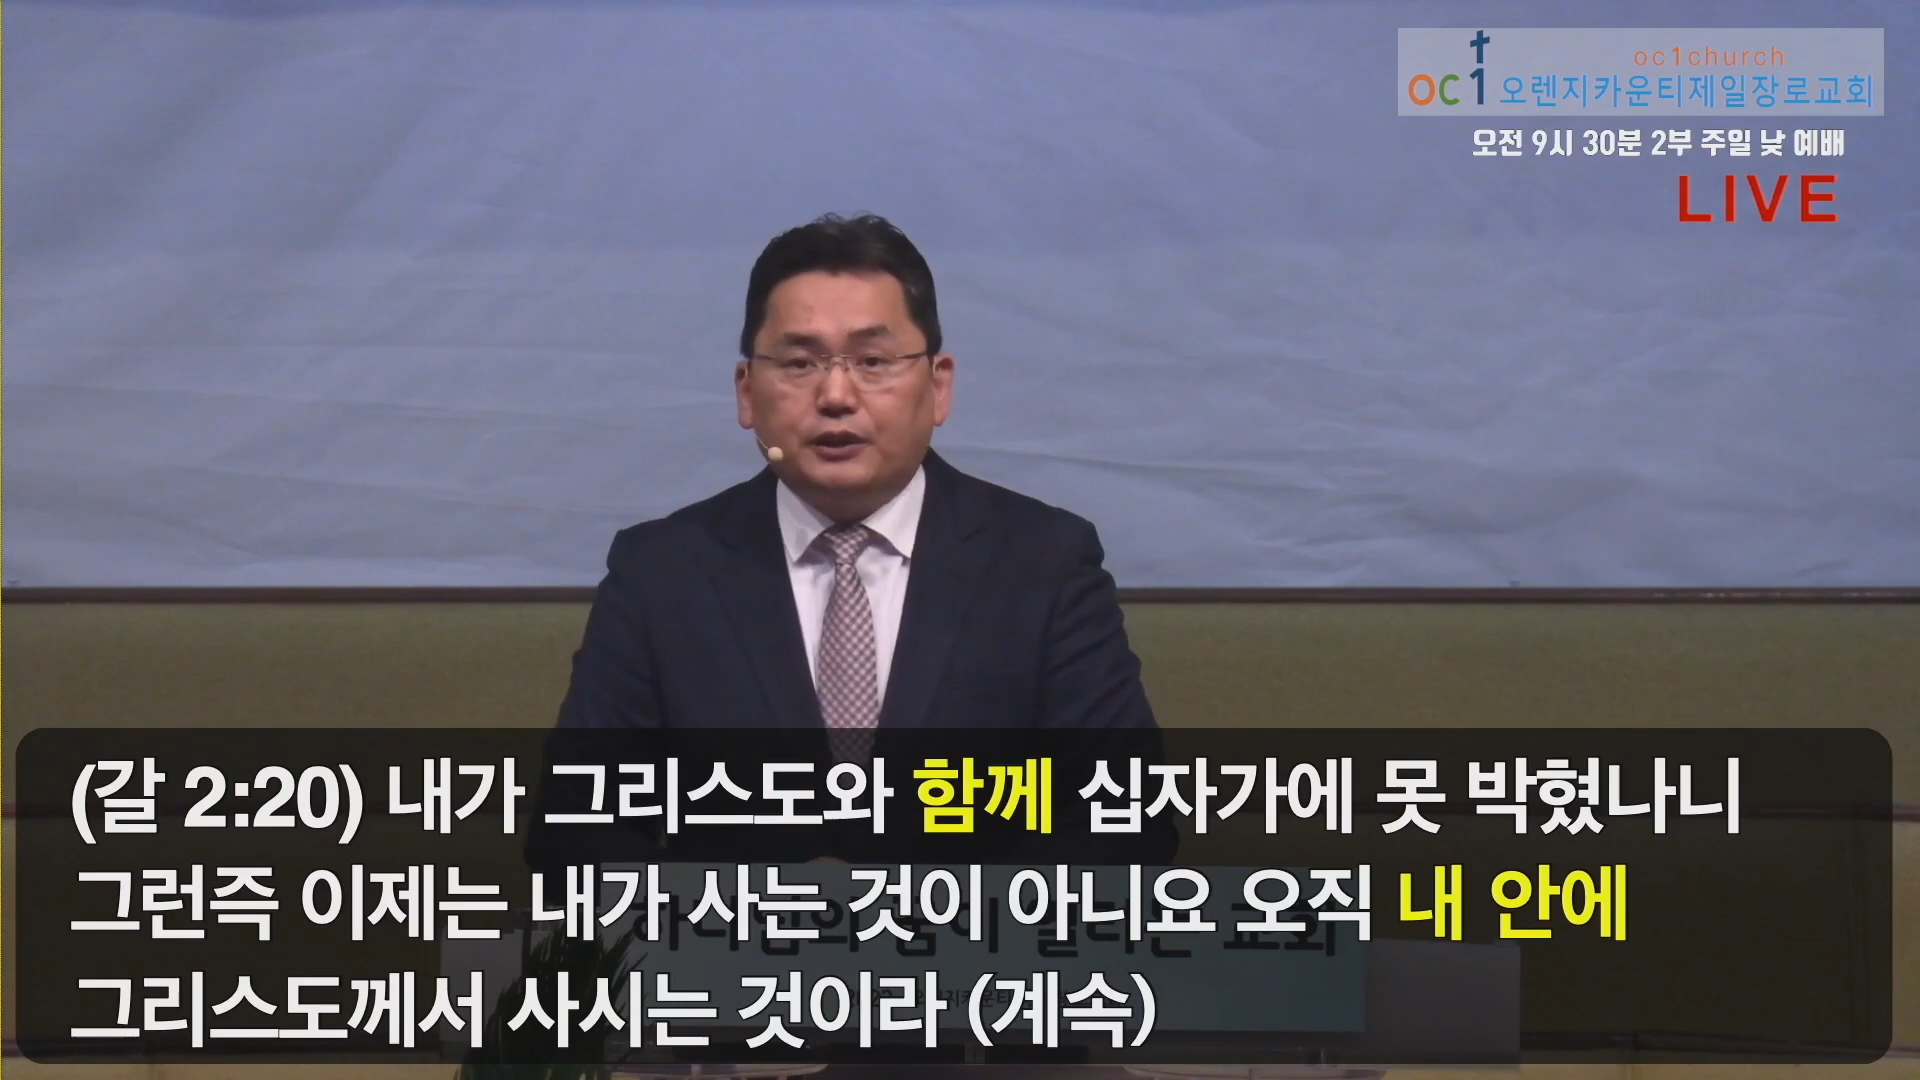 oc1church
oc1 오렌지카운티제일장로교회
오전 9시 30분 2부 주일 낮 예배
LIVE
(갈 2:20) 내가 그리스도와 함께 십자가에 못 박혔나니
그런즉 이제는 내가 사는 것이 아니요 오직 내 안에
그리스도께서 사시는 것이라 (계속)